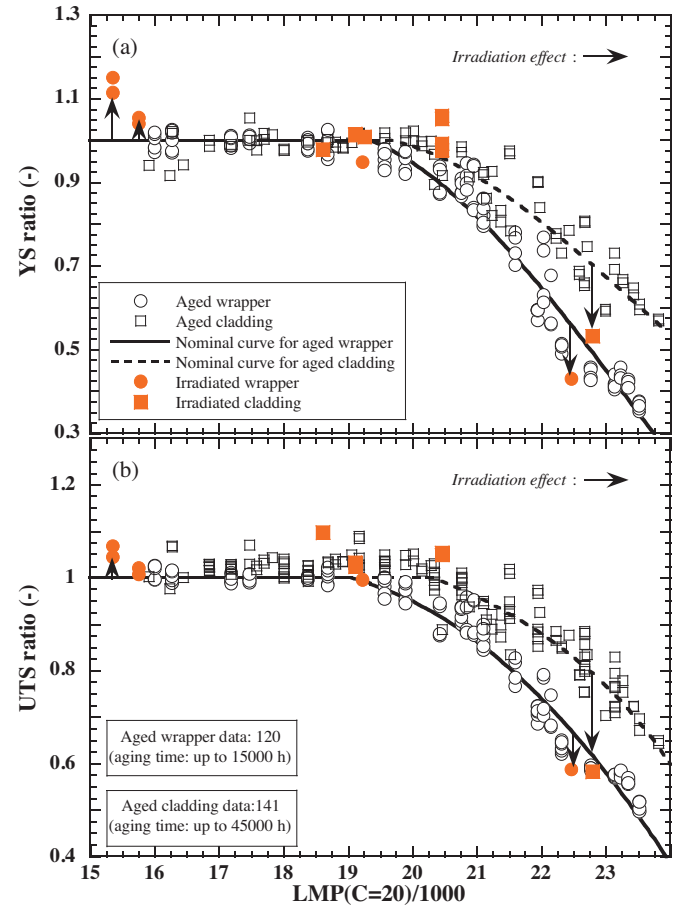 1.3
(a)
Irradiation effect :
1.1
0.9
YS ratio (-)
0.7
Aged wrapper
Aged cladding
Nominal curve for aged wrapper
Nominal curve for aged cladding
Irradiated wrapper
Irradiated cladding
0.5
0.3
(b)
Irradiation effect :
1.2
1
UTS ratio (-)
0.8
Aged wrapper data: 120
(aging time: up to 15000 h)
0.6
Aged cladding data:141
(aging time: up to 45000 h)
0.4
15 16 17 18 19 20 21 22 23
LMP(C=20)/1000